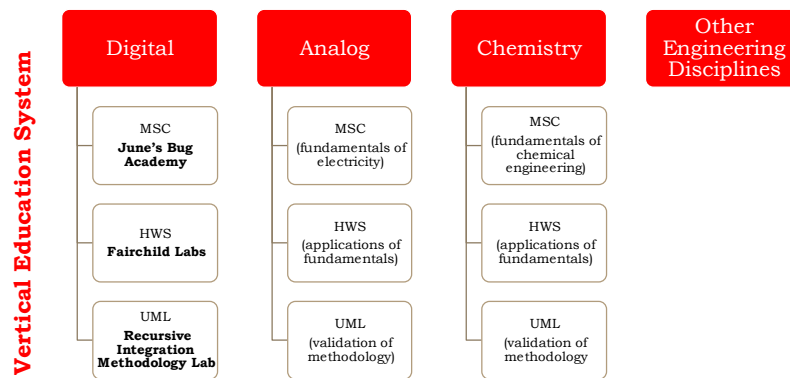 Vertical Education System
Digital
MSC
June's Bug
Academy
HWS
Fairchild Labs
UML
Recursive
Integration
Methodology Lab
Analog
MSC
(fundamentals of
electricity)
HWS
(applications of
fundamentals)
UML
(validation of
methodology)
Chemistry
MSC
(fundamentals of
chemical
engineering)
HWS
(applications of
fundamentals)
UML
(validation of
methodology
Other
Engineering
Disciplines